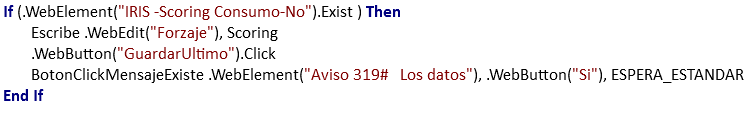 If (.WebElement("IRIS -Scoring Consumo-No").Exist ) Then
Escribe .WebEdit("Forzaje"), Scoring
.WebButton("GuardarUltimo").Click
BotonClickMensajeExiste .WebElement("Aviso 319#   Los datos"), .WebButton("Si"), ESPERA_ESTANDAR
End If